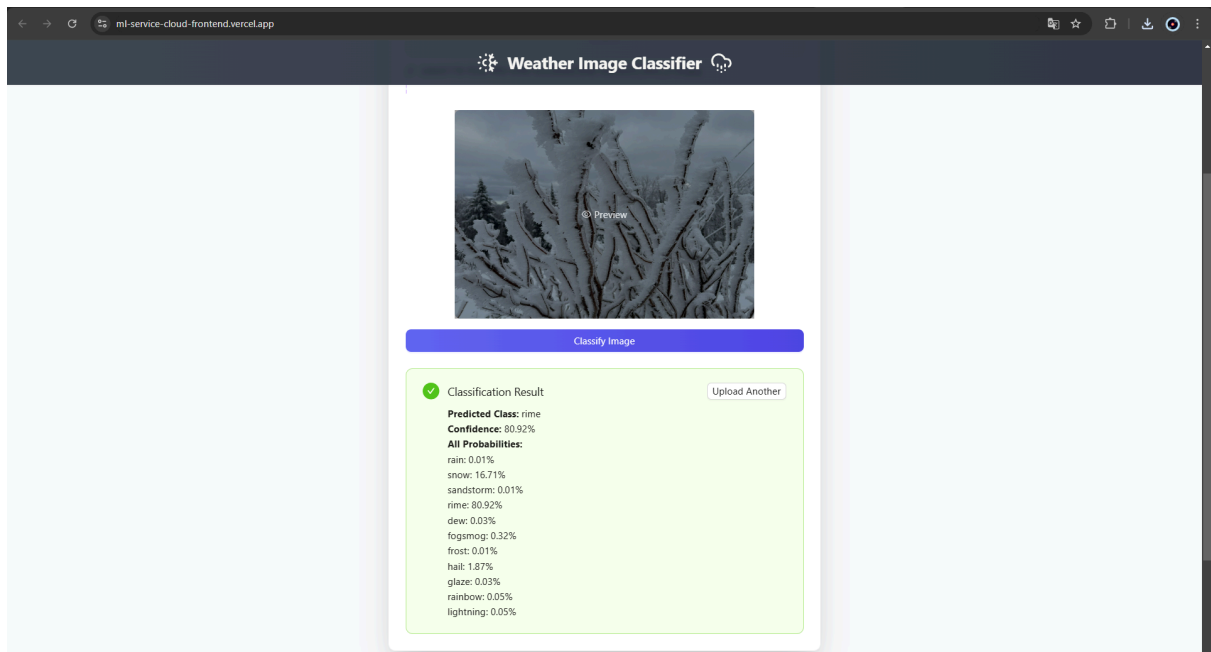 ml-service-cloud-frontend.vercel.app
Weather Image Classifier
Preview
Classify Image
Classification Result
Upload Another
Predicted Class: rime
Confidence: 80.92%
All Probabilities:
rain: 0.01%
snow: 16.71%
sandstorm: 0.01%
rime: 80.92%
dew: 0.03%
fogsmog: 0.32%
frost: 0.01%
hail: 1.87%
glaze: 0.03%
rainbow: 0.05%
lightning: 0.05%